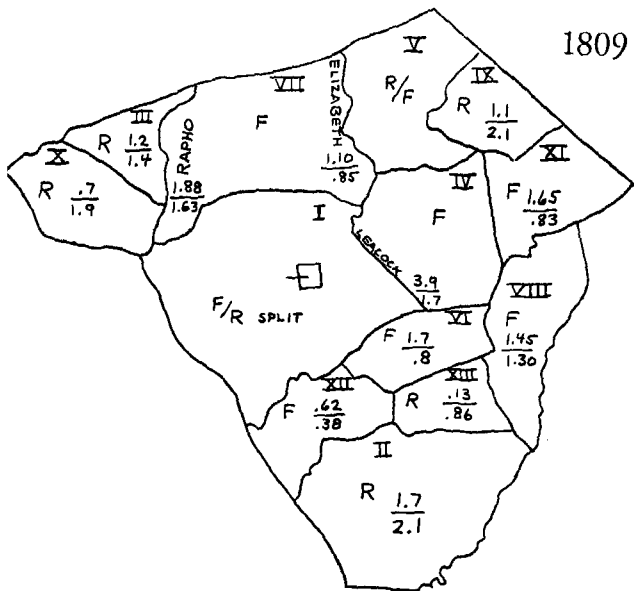 1809
V
R/F
IX
R 1.1
2.1
VII
F
ELIZABETH
1.10
.85
III
R 1.2
1.4
RAPHO
1.88
1.63
X
R .7
1.9
XI
F 1.65
.83
IV
F
LEACOCK
3.9
1.7
I
F/R SPLIT
VIII
F
1.45
1.30
VI
F 1.7
.8
XII
F .62
.38
XIII
R .13
.86
II
R 1.7
2.1